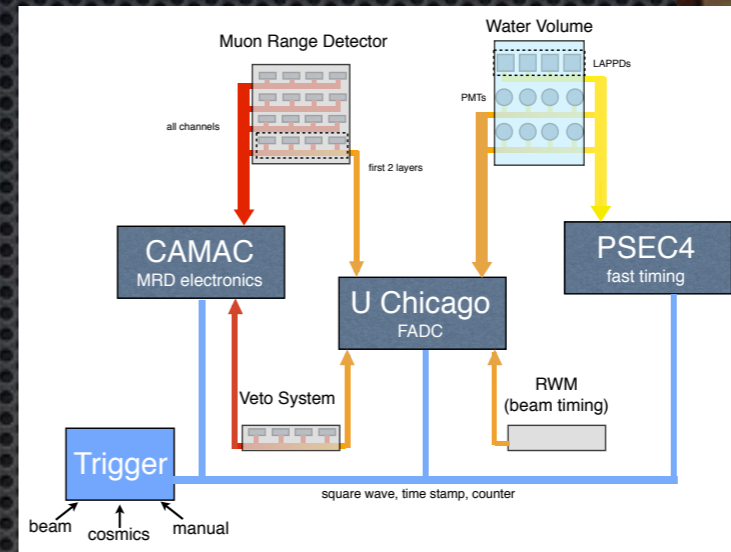 Muon Range Detector
Water Volume
LAPPDs
PMTs
all channels
first 2 layers
CAMAC
MRD electronics
U Chicago
FADC
PSEC4
fast timing
Veto System
RWM
(beam timing)
Trigger
square wave, time stamp, counter
beam
cosmics
manual